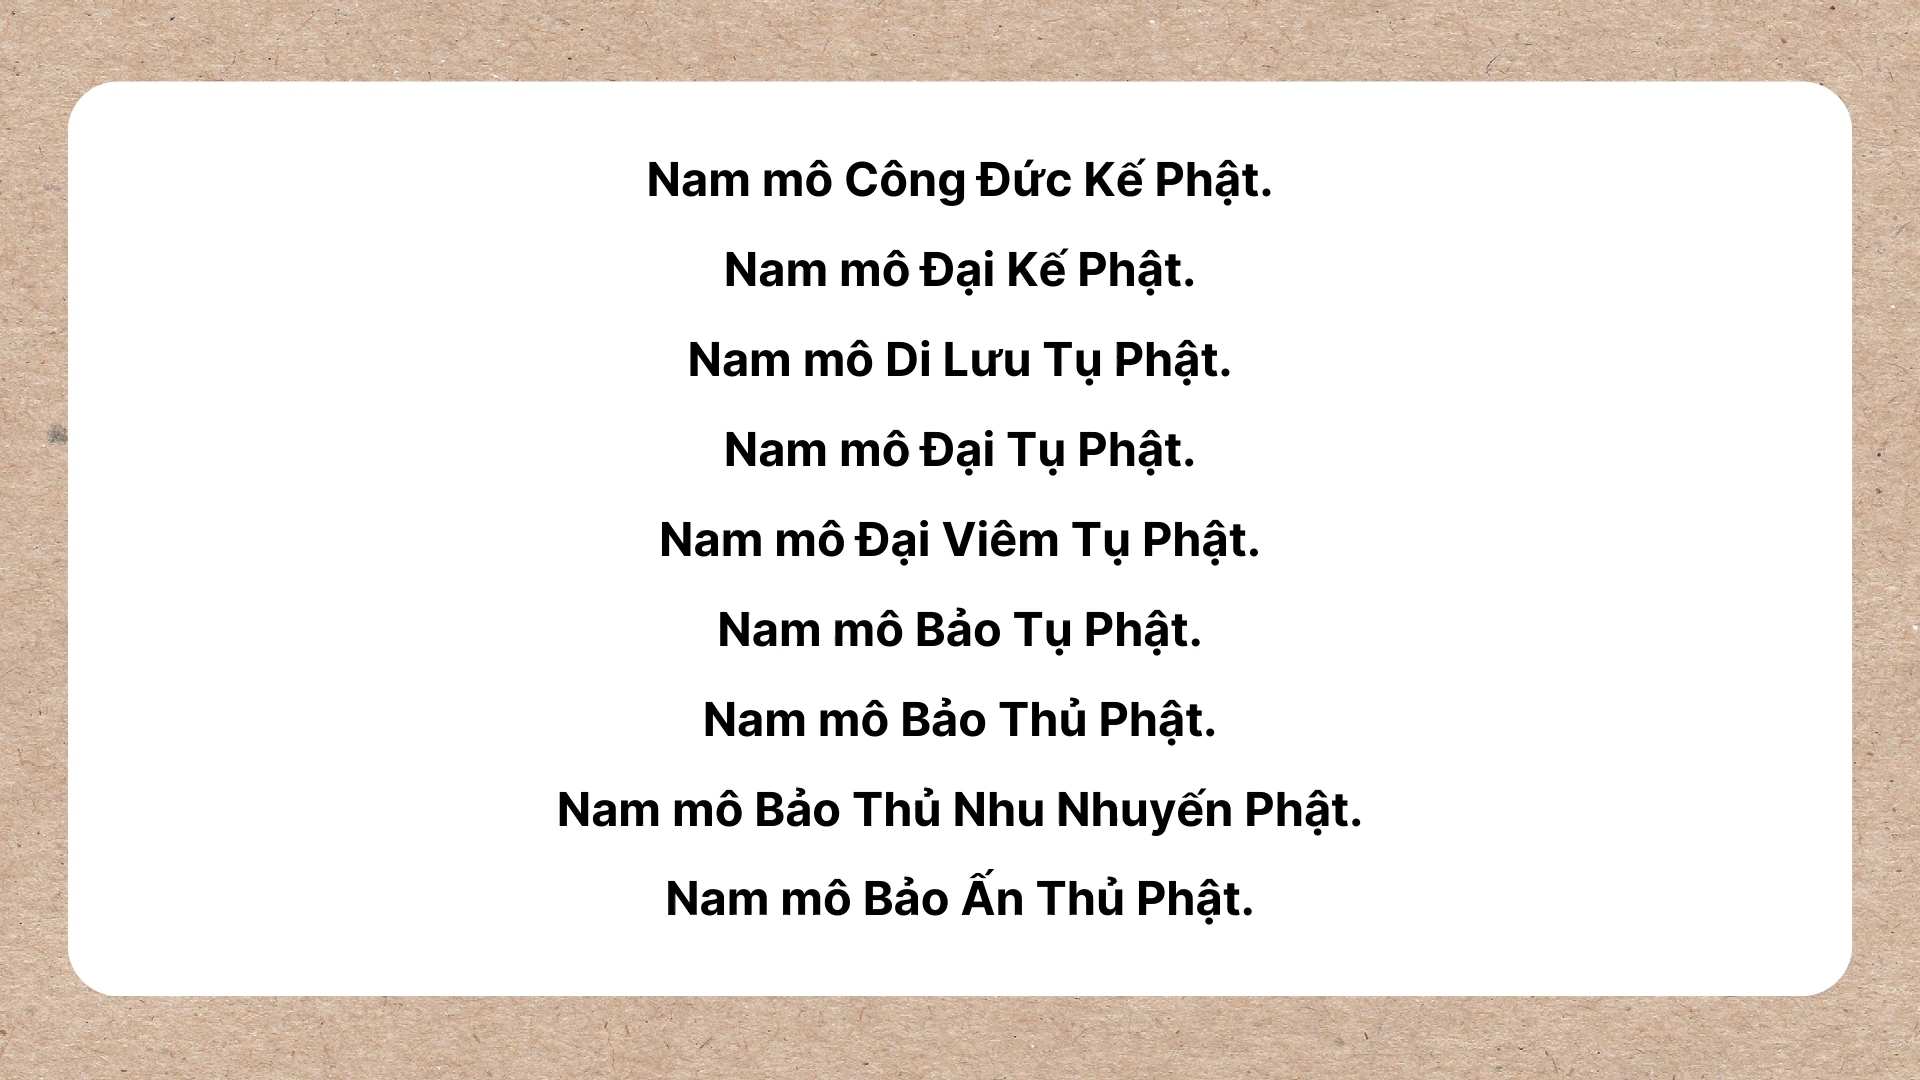 Nam mô Công Đức Kế Phật.
Nam mô Đại Kế Phật.
Nam mô Di Lưu Tụ Phật.
Nam mô Đại Tụ Phật.
Nam mô Đại Viêm Tụ Phật.
Nam mô Bảo Tụ Phật.
Nam mô Bảo Thủ Phật.
Nam mô Bảo Thủ Nhu Nhuyến Phật.
Nam mô Bảo Ấn Thủ Phật.